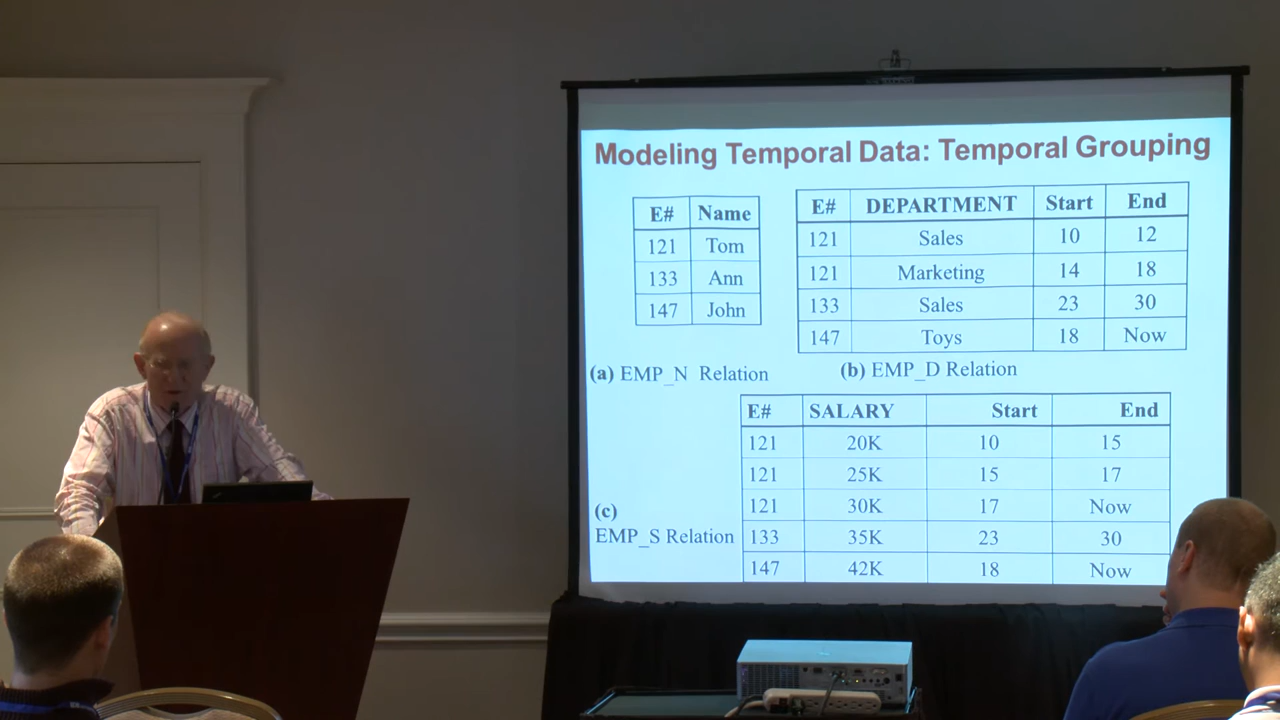 Modeling Temporal Data: Temporal Grouping
E# Name
121 Tom
133 Ann
147 John
(a) EMP_N Relation
E# DEPARTMENT Start End
121 Sales 10 12
121 Marketing 14 18
133 Sales 23 30
147 Toys 18 Now
(b) EMP_D Relation
E# SALARY Start End
121 20K 10 15
121 25K 15 17
121 30K 17 Now
133 35K 23 30
147 42K 18 Now
(c)
EMP_S Relation